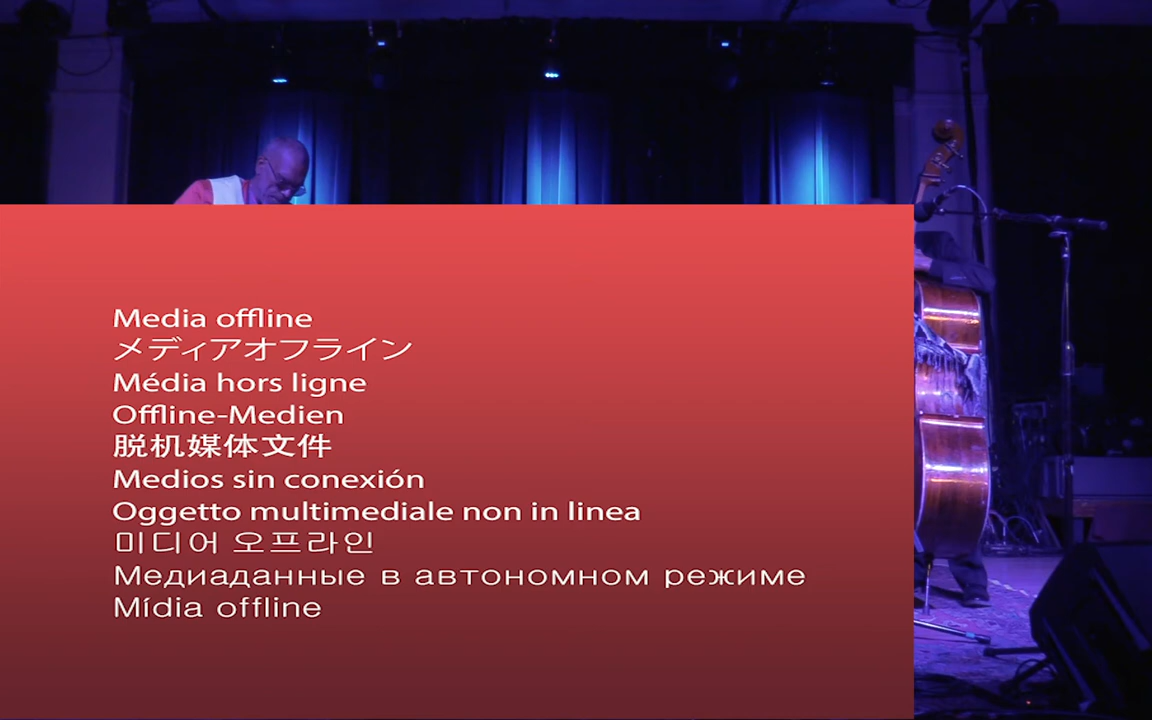 Media offline
メディアオフライン
Média hors ligne
Offline-Medien
脱机媒体文件
Medios sin conexión
Oggetto multimediale non in linea
미디어 오프라인
Медиаданные в автономном режиме
Mídia offline